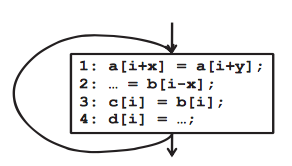 1: a[i+x] = a[i+y];
2: … = b[i-x];
3: c[i] = b[i];
4: d[i] = …;